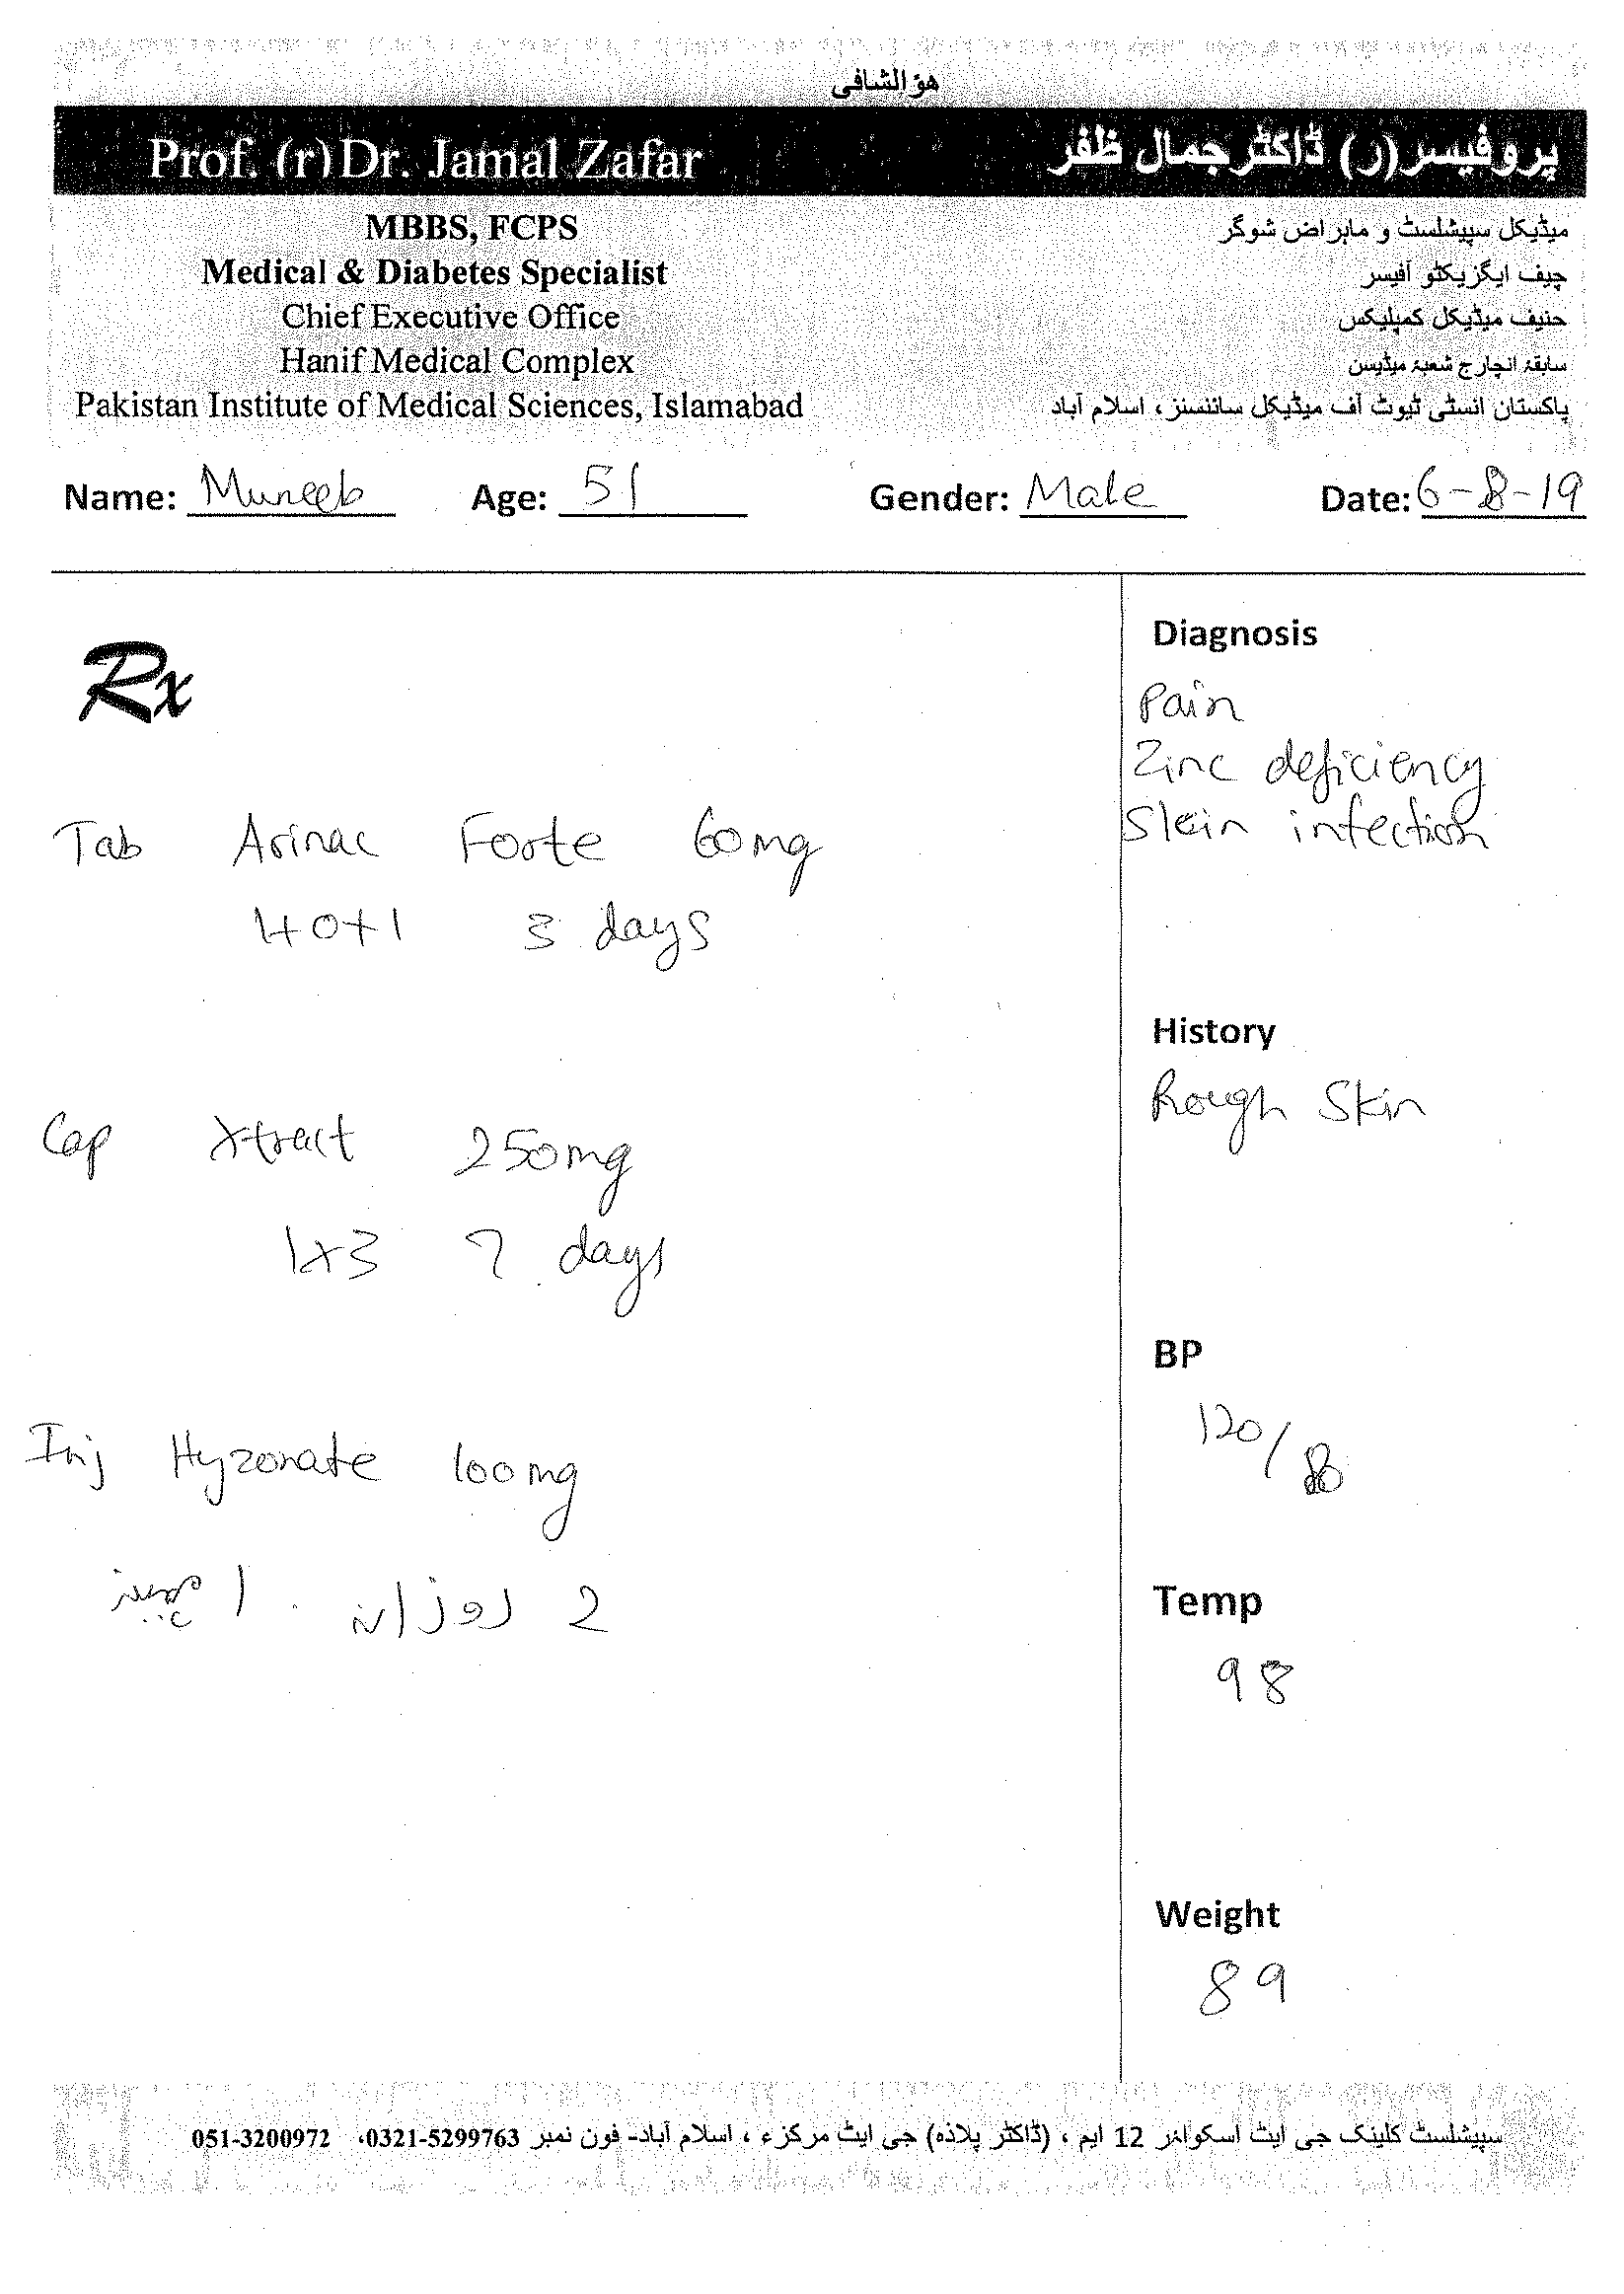 هوَ الشافی
Prof. (r) Dr. Jamal Zafar
پروفیسر(ر) ڈاکٹر جمال ظفر
MBBS, FCPS
Medical & Diabetes Specialist
Chief Executive Office
Hanif Medical Complex
Pakistan Institute of Medical Sciences, Islamabad
میڈیکل سپیشلسٹ و ماہر امراض شوگر
چیف ایگزیکٹو آفیسر
حنیف میڈیکل کمپلیکس
سابقہ انچارج شعبۂ میڈیسن
پاکستان انسٹی ٹیوٹ آف میڈیکل سائنسز، اسلام آباد
Name: Muneeb Age: 51 Gender: Male Date: 6-8-19
Rx
Tab Arinac Forte 60mg
1+0+1 3 days
Cap Xtract 250mg
1x3 7 days
Inj Hyzonate 100mg
2 روزانہ 1 مہینہ
Diagnosis
Pain
Zinc deficiency
Skin infection
History
Rough Skin
BP
120/80
Temp
98
Weight
89
سپیشلسٹ کلینک جی ایٹ اسکوائر 12 ایم ، (ڈاکٹر پلازہ) جی ایٹ مرکزء ، اسلام آباد- فون نمبر 0321-5299763، 051-3200972